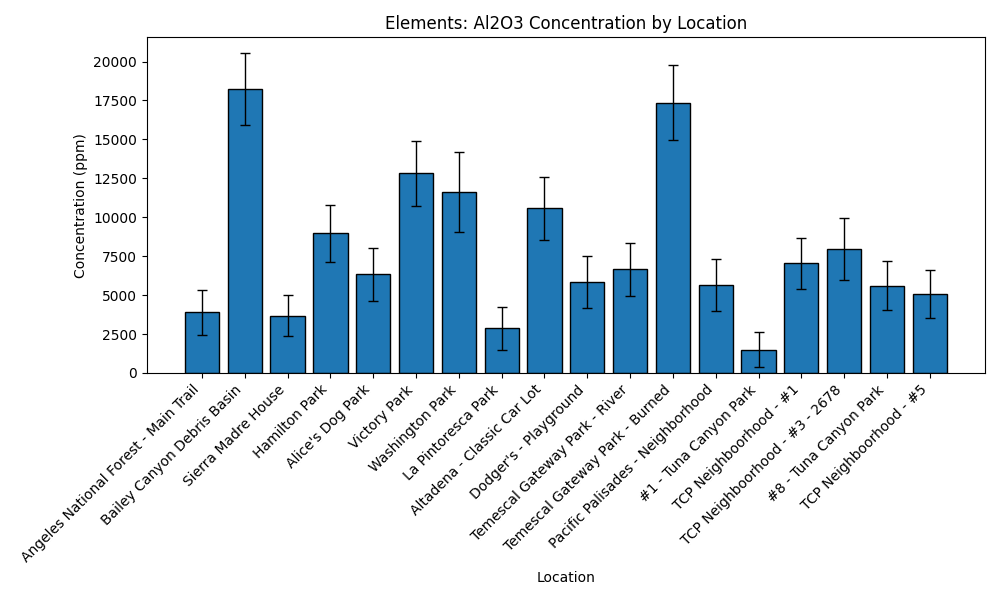 Elements: Al2O3 Concentration by Location
Concentration (ppm)
20000
17500
15000
12500
10000
7500
5000
2500
0
Angeles National Forest - Main Trail
Bailey Canyon Debris Basin
Sierra Madre House
Hamilton Park
Alice's Dog Park
Victory Park
Washington Park
La Pintoresca Park
Altadena - Classic Car Lot
Dodger's - Playground
Temescal Gateway Park - River
Temescal Gateway Park - Burned
Pacific Palisades - Neighborhood
#1 - Tuna Canyon Park
TCP Neighboorhood - #1
TCP Neighboorhood - #3 - 2678
#8 - Tuna Canyon Park
TCP Neighboorhood - #5
Location